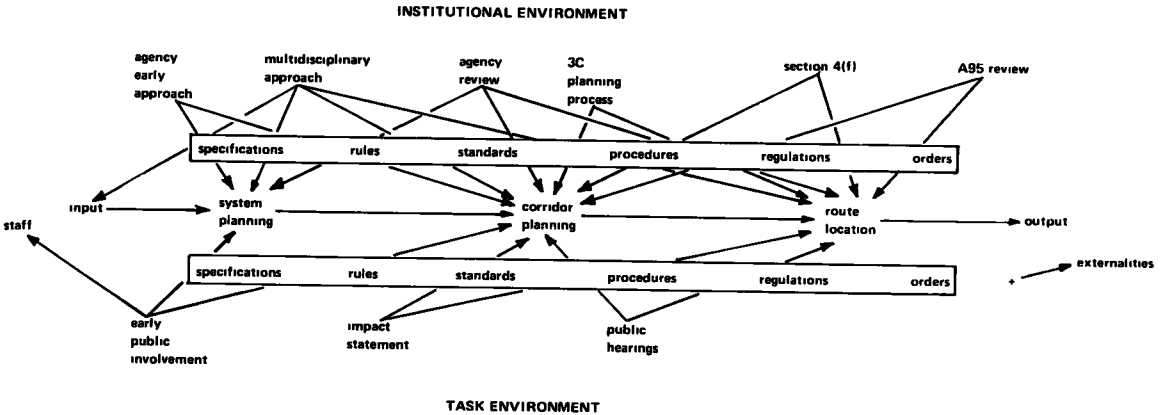 INSTITUTIONAL ENVIRONMENT
agency
early
approach
multidisciplinary
approach
agency
review
3C
planning
process
section 4(f)
A95 review
specifications rules standards procedures regulations orders
input
system
planning
corridor
planning
route
location
output
staff
specifications rules standards procedures regulations orders
+
externalities
early
public
involvement
impact
statement
public
hearings
TASK ENVIRONMENT